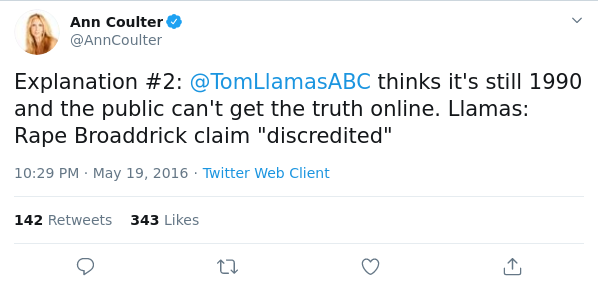 Ann Coulter
@AnnCoulter
Explanation #2: @TomLlamasABC thinks it's still 1990
and the public can't get the truth online. Llamas:
Rape Broaddrick claim "discredited"
10:29 PM · May 19, 2016 · Twitter Web Client
142 Retweets 343 Likes